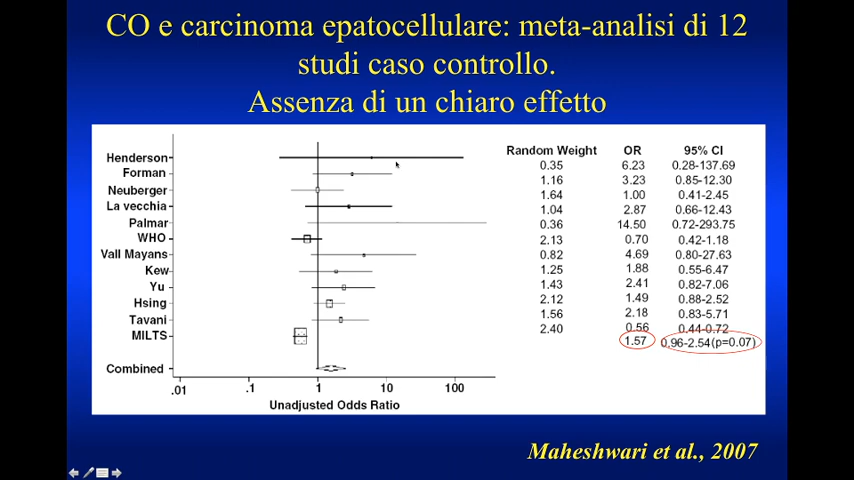 CO e carcinoma epatocellulare: meta-analisi di 12
studi caso controllo.
Assenza di un chiaro effetto
Random Weight OR 95% CI
Henderson 0.35 6.23 0.28-137.69
Forman 1.16 3.23 0.85-12.30
Neuberger 1.64 1.00 0.41-2.45
La vecchia 1.04 2.87 0.66-12.43
Palmar 0.36 14.50 0.72-293.75
WHO 2.13 0.70 0.42-1.18
Vall Mayans 0.82 4.69 0.80-27.63
Kew 1.25 1.88 0.55-6.47
Yu 1.43 2.41 0.82-7.06
Hsing 2.12 1.49 0.88-2.52
Tavani 1.56 2.18 0.83-5.71
MILTS 2.40 0.56 0.44-0.72
Combined 1.57 0.96-2.54(p=0.07)
.01 .1 1 10 100
Unadjusted Odds Ratio
Maheshwari et al., 2007